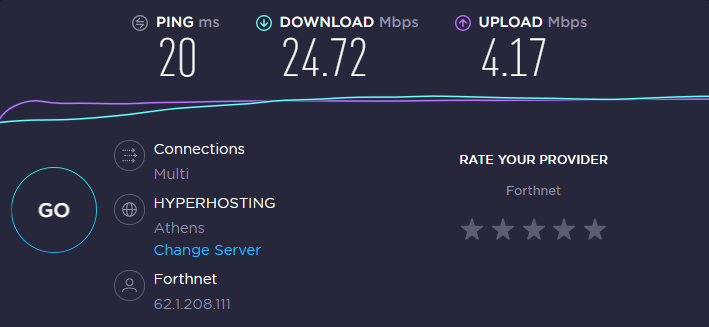 PING ms
DOWNLOAD Mbps
UPLOAD Mbps
20
24.72
4.17
GO
Connections
Multi
HYPERHOSTING
Athens
Change Server
Forthnet
62.1.208.111
RATE YOUR PROVIDER
Forthnet